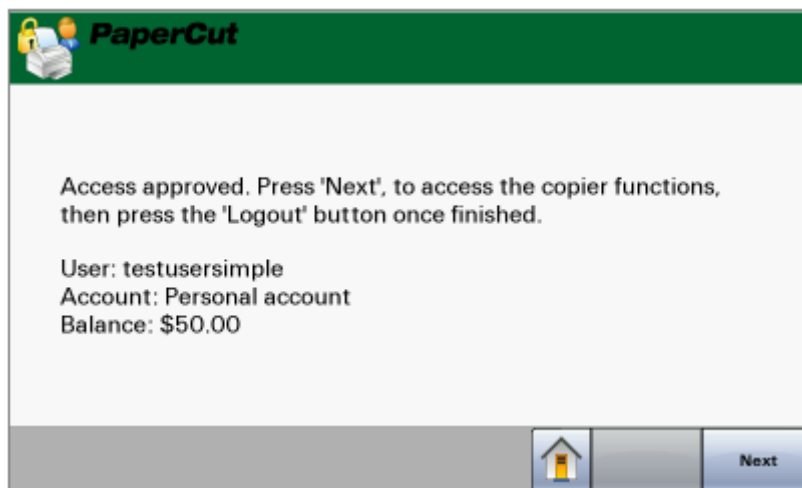 PaperCut
Access approved. Press 'Next', to access the copier functions,
then press the 'Logout' button once finished.
User: testusersimple
Account: Personal account
Balance: $50.00
Next